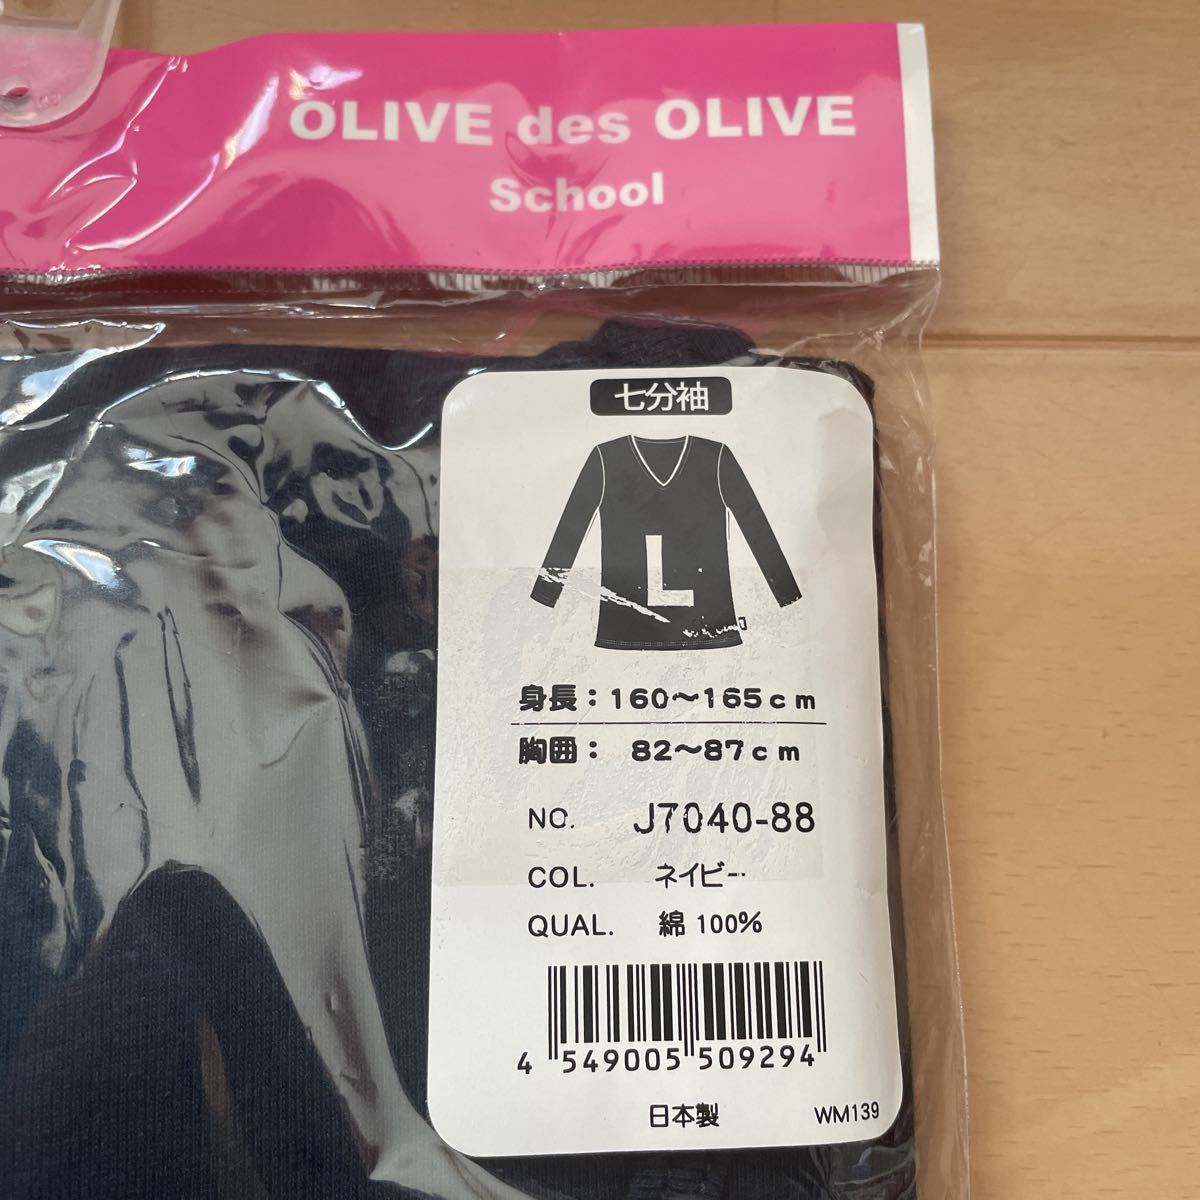 OLIVE des OLIVE
School
七分袖
L
身長：160～165cm
胸囲： 82～87cm
NO. J7040-88
COL. ネイビー
QUAL. 綿 100%
4 549005 509294
日本製 WM139